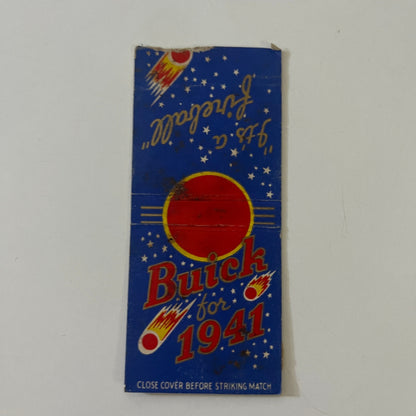 "It's a
fireball"
Buick
for
1941
CLOSE COVER BEFORE STRIKING MATCH